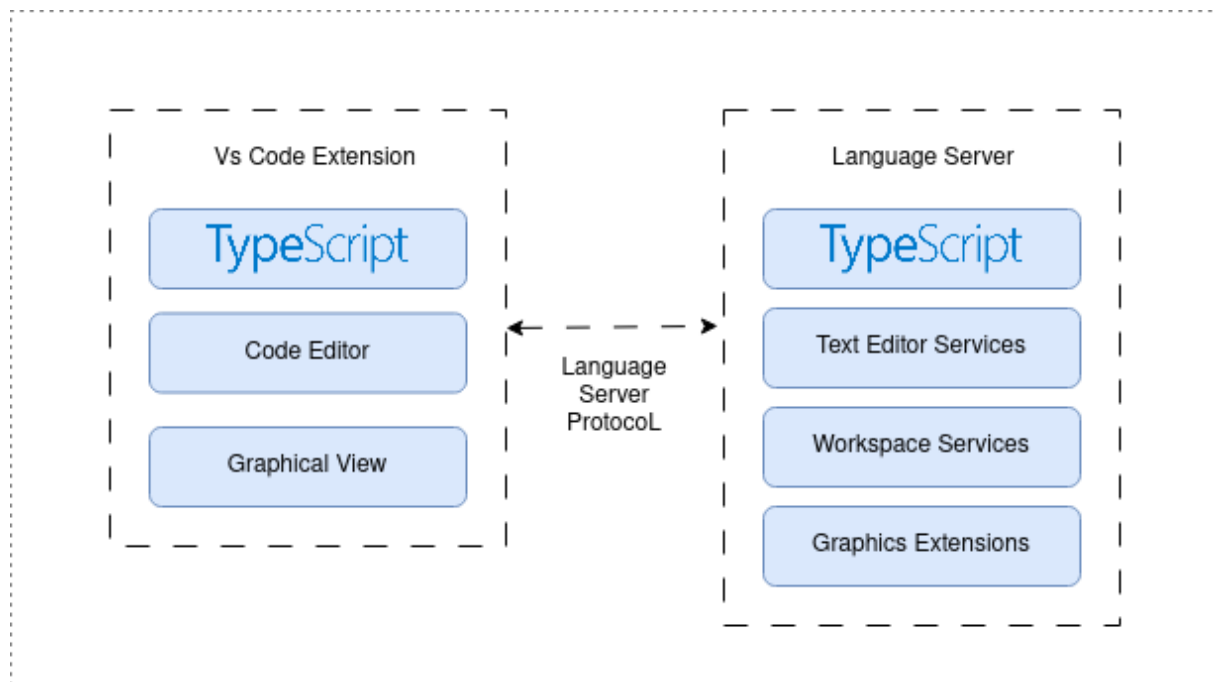 Vs Code Extension
TypeScript
Code Editor
Graphical View
Language
Server
ProtocoL
Language Server
TypeScript
Text Editor Services
Workspace Services
Graphics Extensions